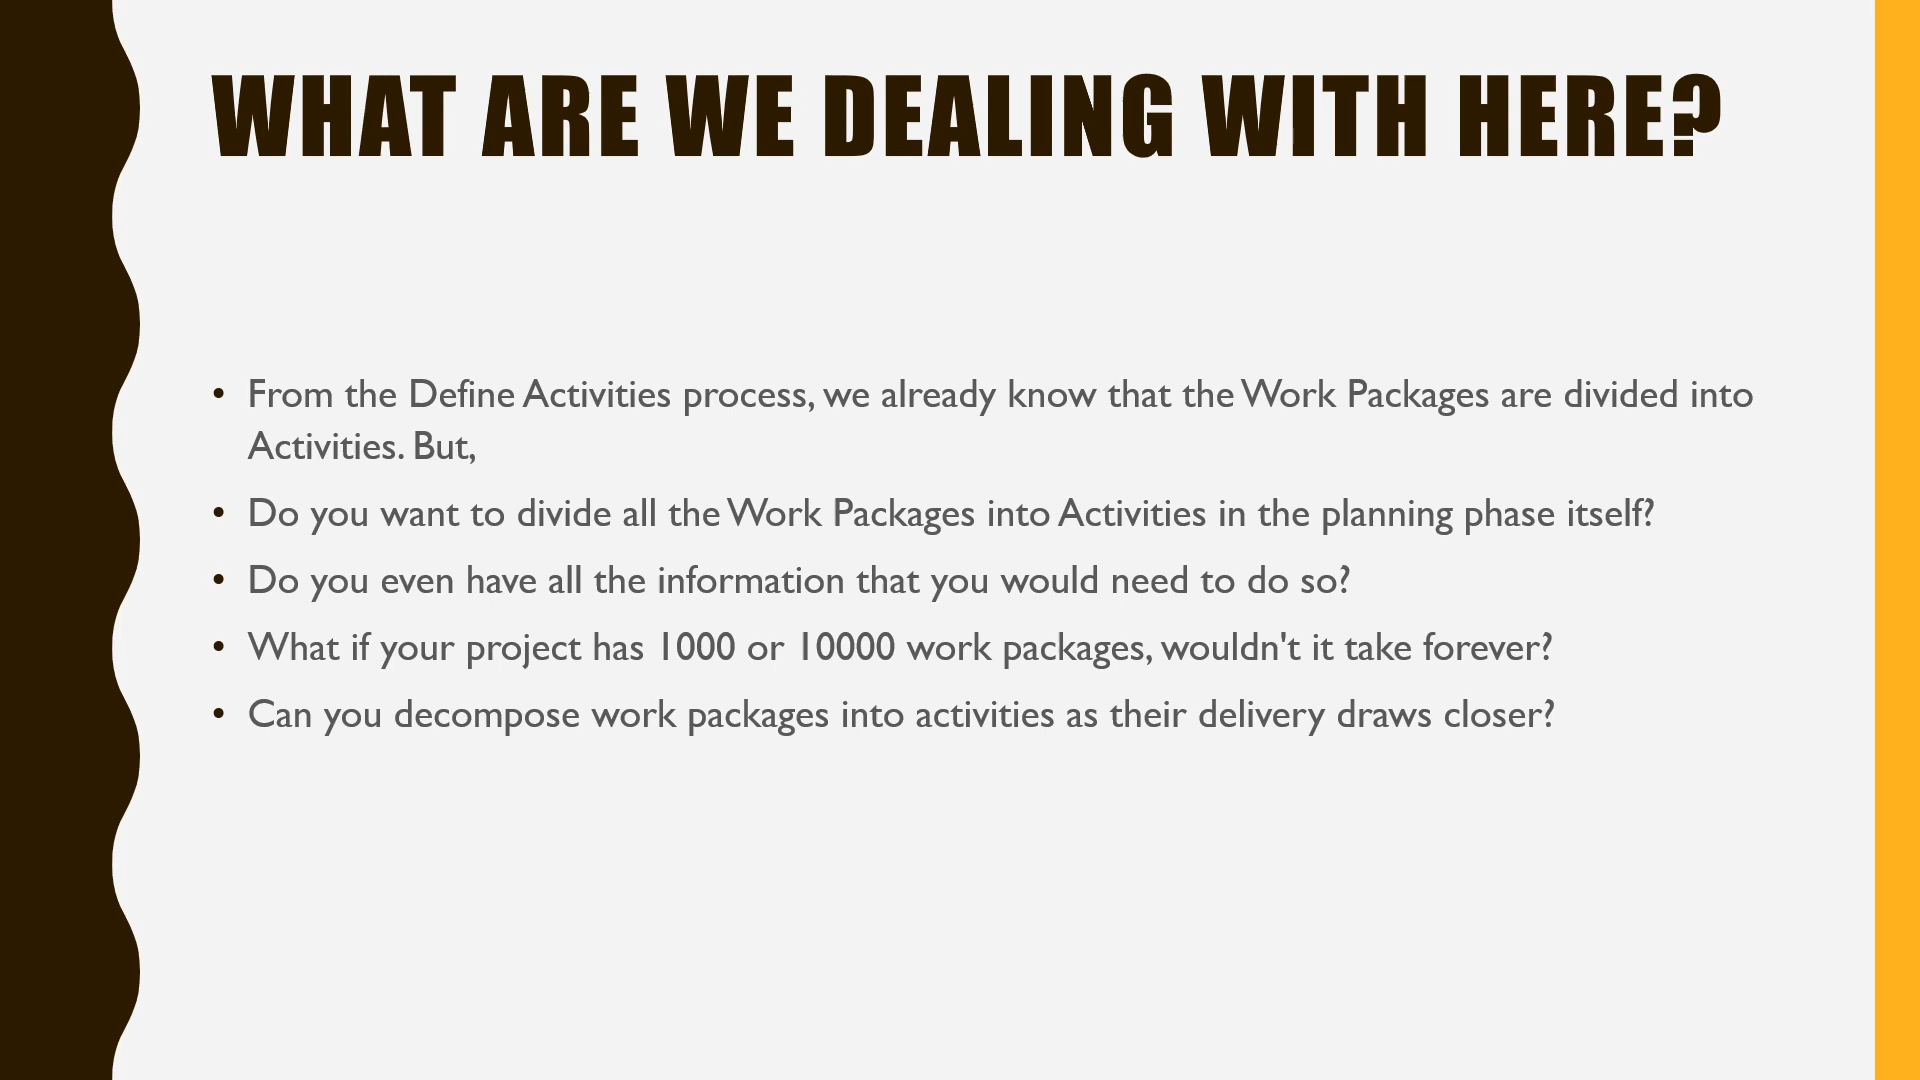 WHAT ARE WE DEALING WITH HERE?
• From the Define Activities process, we already know that the Work Packages are divided into
Activities. But,
• Do you want to divide all the Work Packages into Activities in the planning phase itself?
• Do you even have all the information that you would need to do so?
• What if your project has 1000 or 10000 work packages, wouldn't it take forever?
• Can you decompose work packages into activities as their delivery draws closer?